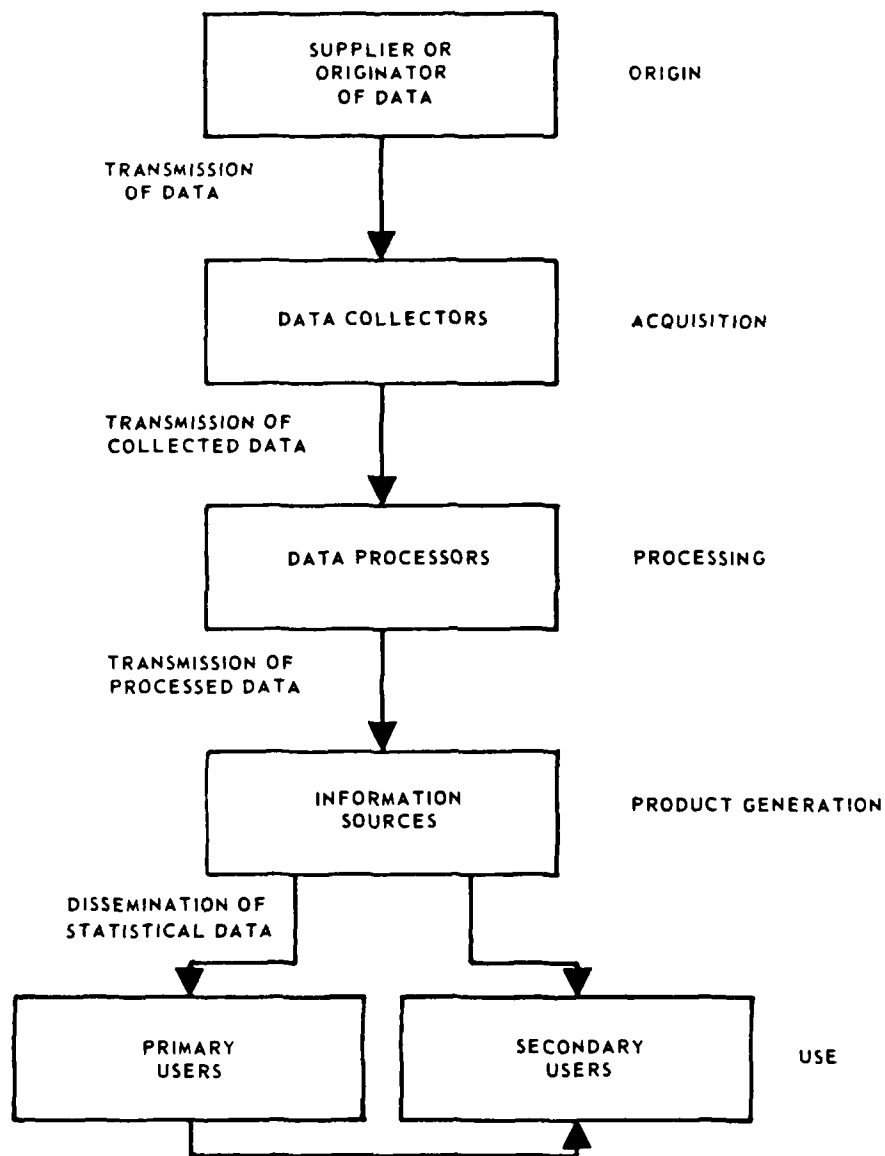 SUPPLIER OR
ORIGINATOR
OF DATA
ORIGIN
TRANSMISSION
OF DATA
DATA COLLECTORS
ACQUISITION
TRANSMISSION OF
COLLECTED DATA
DATA PROCESSORS
PROCESSING
TRANSMISSION OF
PROCESSED DATA
INFORMATION
SOURCES
PRODUCT GENERATION
DISSEMINATION OF
STATISTICAL DATA
PRIMARY
USERS
SECONDARY
USERS
USE